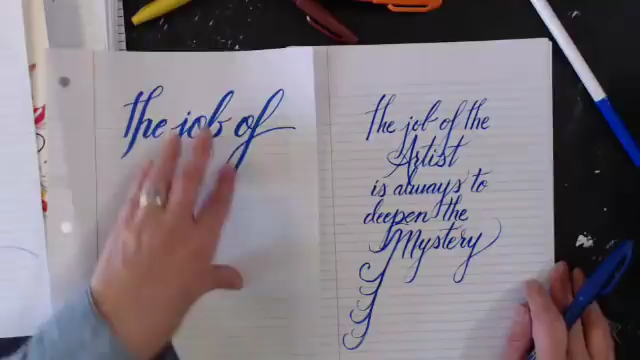 the job of
the job of the
Artist
is always to
deepen the
Mystery